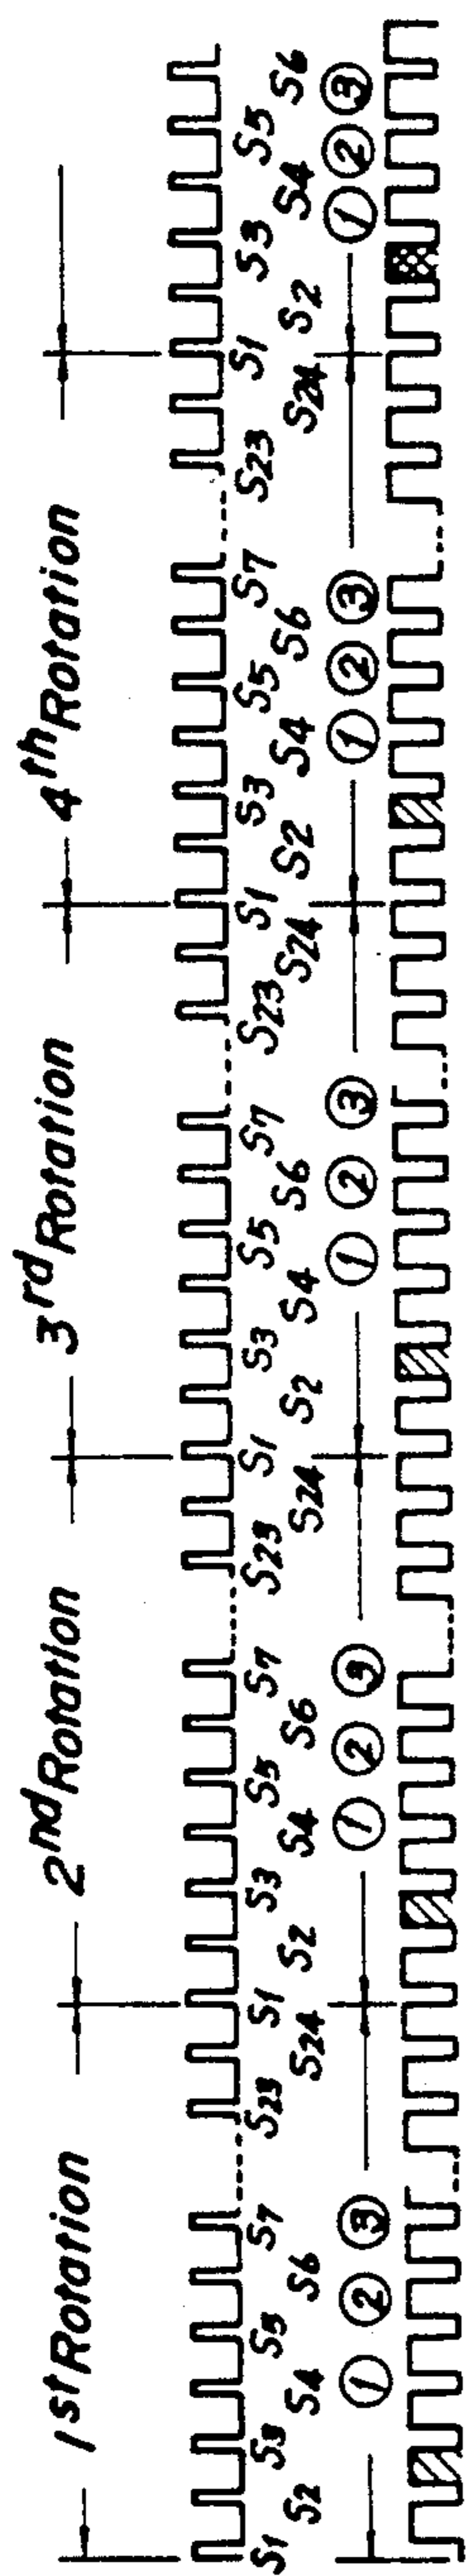 1st Rotation 2nd Rotation 3rd Rotation 4th Rotation
S1 S3 S5 S7 S23 S1 S3 S5 S7 S23 S1 S3 S5 S7 S23 S1 S3 S5 S7 S23 S1 S3 S5
S2 S4 S6 S24 S2 S4 S6 S24 S2 S4 S6 S24 S2 S4 S6 S24 S2 S4 S6
① ② ③ ① ② ③ ① ② ③ ① ② ③ ① ② ③